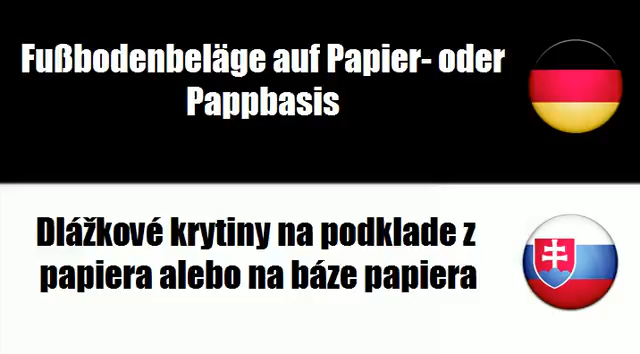 Fußbodenbeläge auf Papier- oder
Pappbasis
Dlážkové krytiny na podklade z
papiera alebo na báze papiera